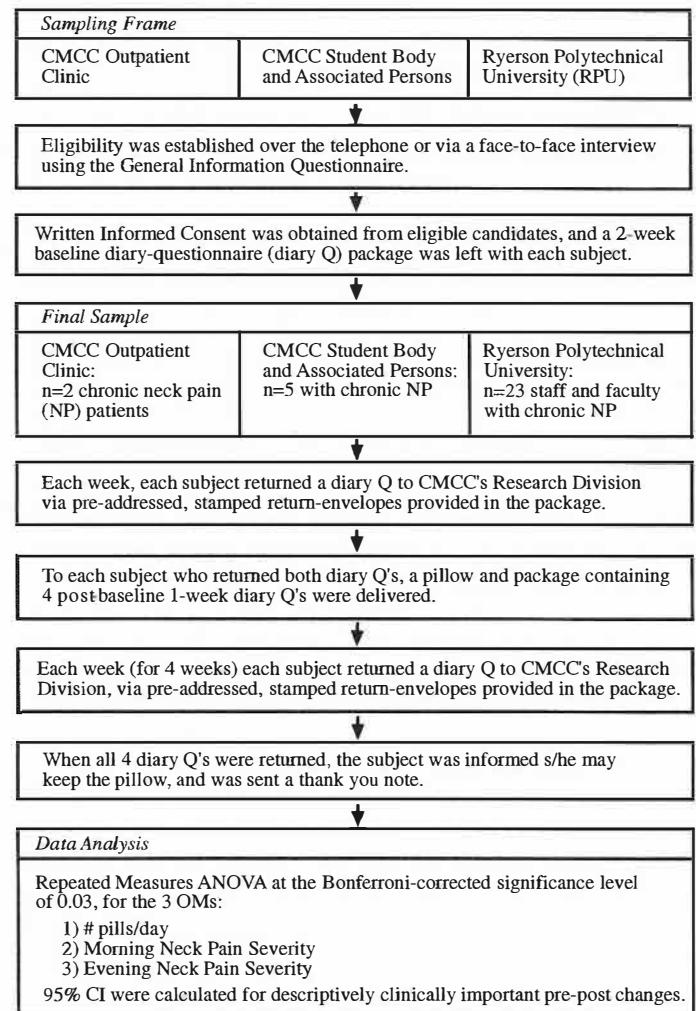 Sampling Frame
CMCC Outpatient
Clinic
CMCC Student Body
and Associated Persons
Ryerson Polytechnical
University (RPU)
Eligibility was established over the telephone or via a face-to-face interview
using the General Information Questionnaire.
Written Informed Consent was obtained from eligible candidates, and a 2-week
baseline diary-questionnaire (diary Q) package was left with each subject.
Final Sample
CMCC Outpatient
Clinic:
n=2 chronic neck pain
(NP) patients
CMCC Student Body
and Associated Persons:
n=5 with chronic NP
Ryerson Polytechnical
University:
n=23 staff and faculty
with chronic NP
Each week, each subject returned a diary Q to CMCC's Research Division
via pre-addressed, stamped return-envelopes provided in the package.
To each subject who returned both diary Q's, a pillow and package containing
4 post-baseline 1-week diary Q's were delivered.
Each week (for 4 weeks) each subject returned a diary Q to CMCC's Research
Division, via pre-addressed, stamped return-envelopes provided in the package.
When all 4 diary Q's were returned, the subject was informed s/he may
keep the pillow, and was sent a thank you note.
Data Analysis
Repeated Measures ANOVA at the Bonferroni-corrected significance level
of 0.03, for the 3 OMs:
1) # pills/day
2) Morning Neck Pain Severity
3) Evening Neck Pain Severity
95% CI were calculated for descriptively clinically important pre-post changes.